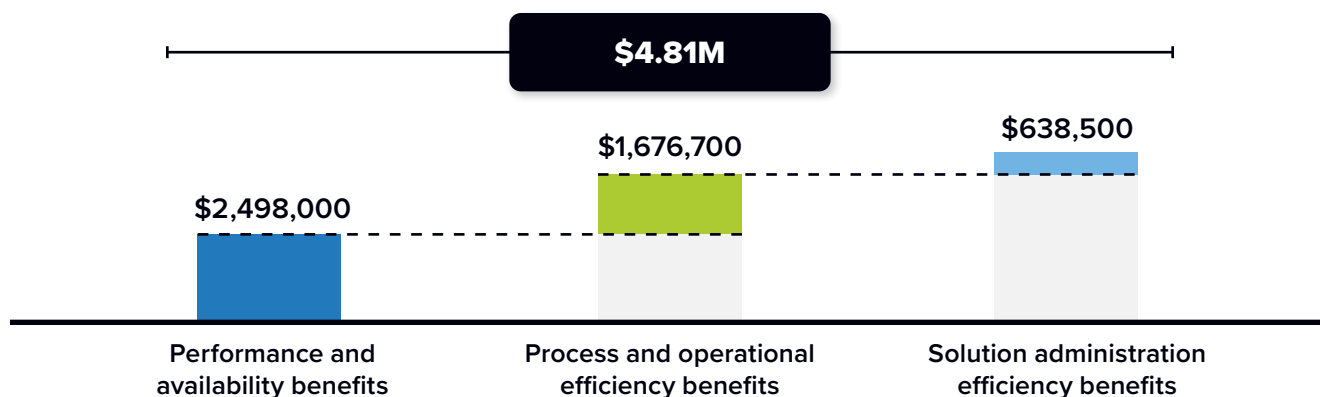 $4.81M
$638,500
$1,676,700
$2,498,000
Performance and
availability benefits
Process and operational
efficiency benefits
Solution administration
efficiency benefits